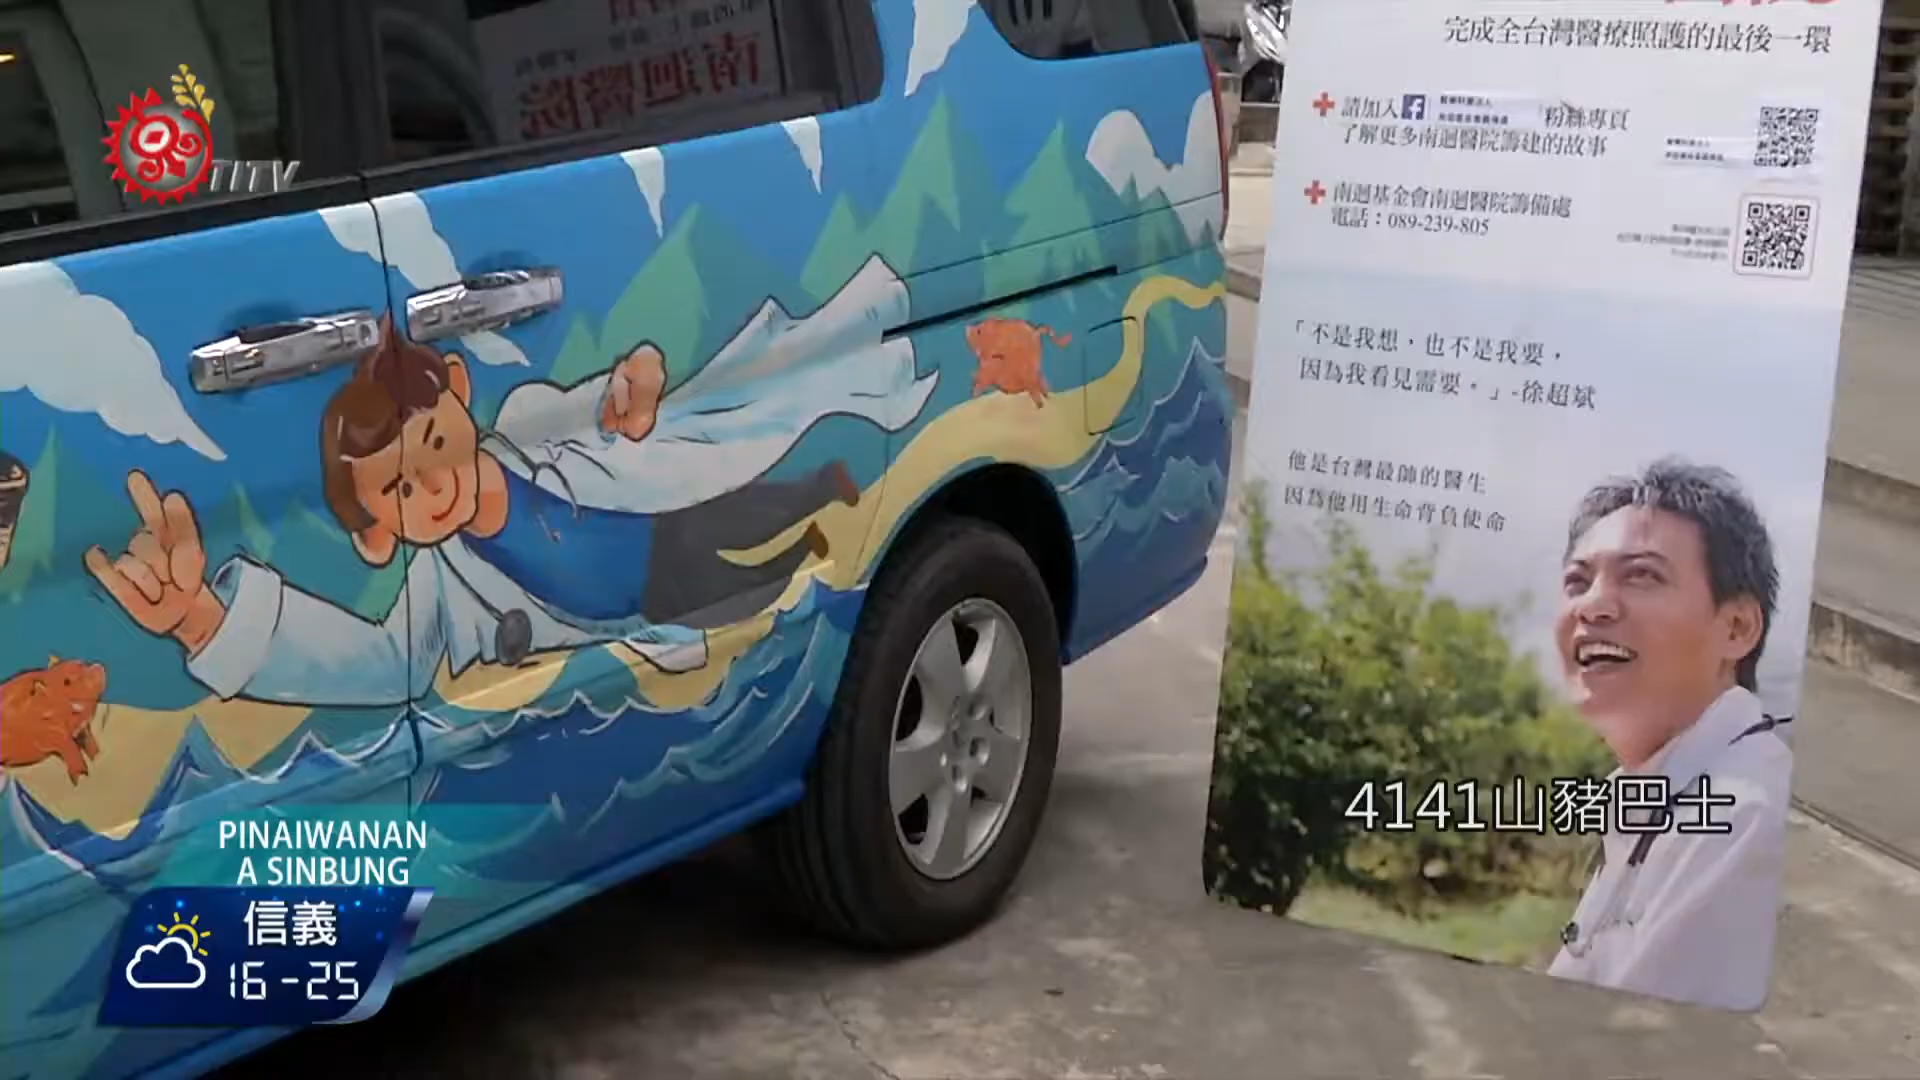 TITV
南迴醫院
完成全台灣醫療照護的最後一環
請加入 粉絲專頁
了解更多南迴醫院籌建的故事
南迴基金會南迴醫院籌備處
電話：089-239-805
「不是我想，也不是我要，
因為我看見需要。」-徐超斌
他是台灣最帥的醫生
因為他用生命背負使命
4141山豬巴士
PINAIWANAN
A SINBUNG
信義
16-25